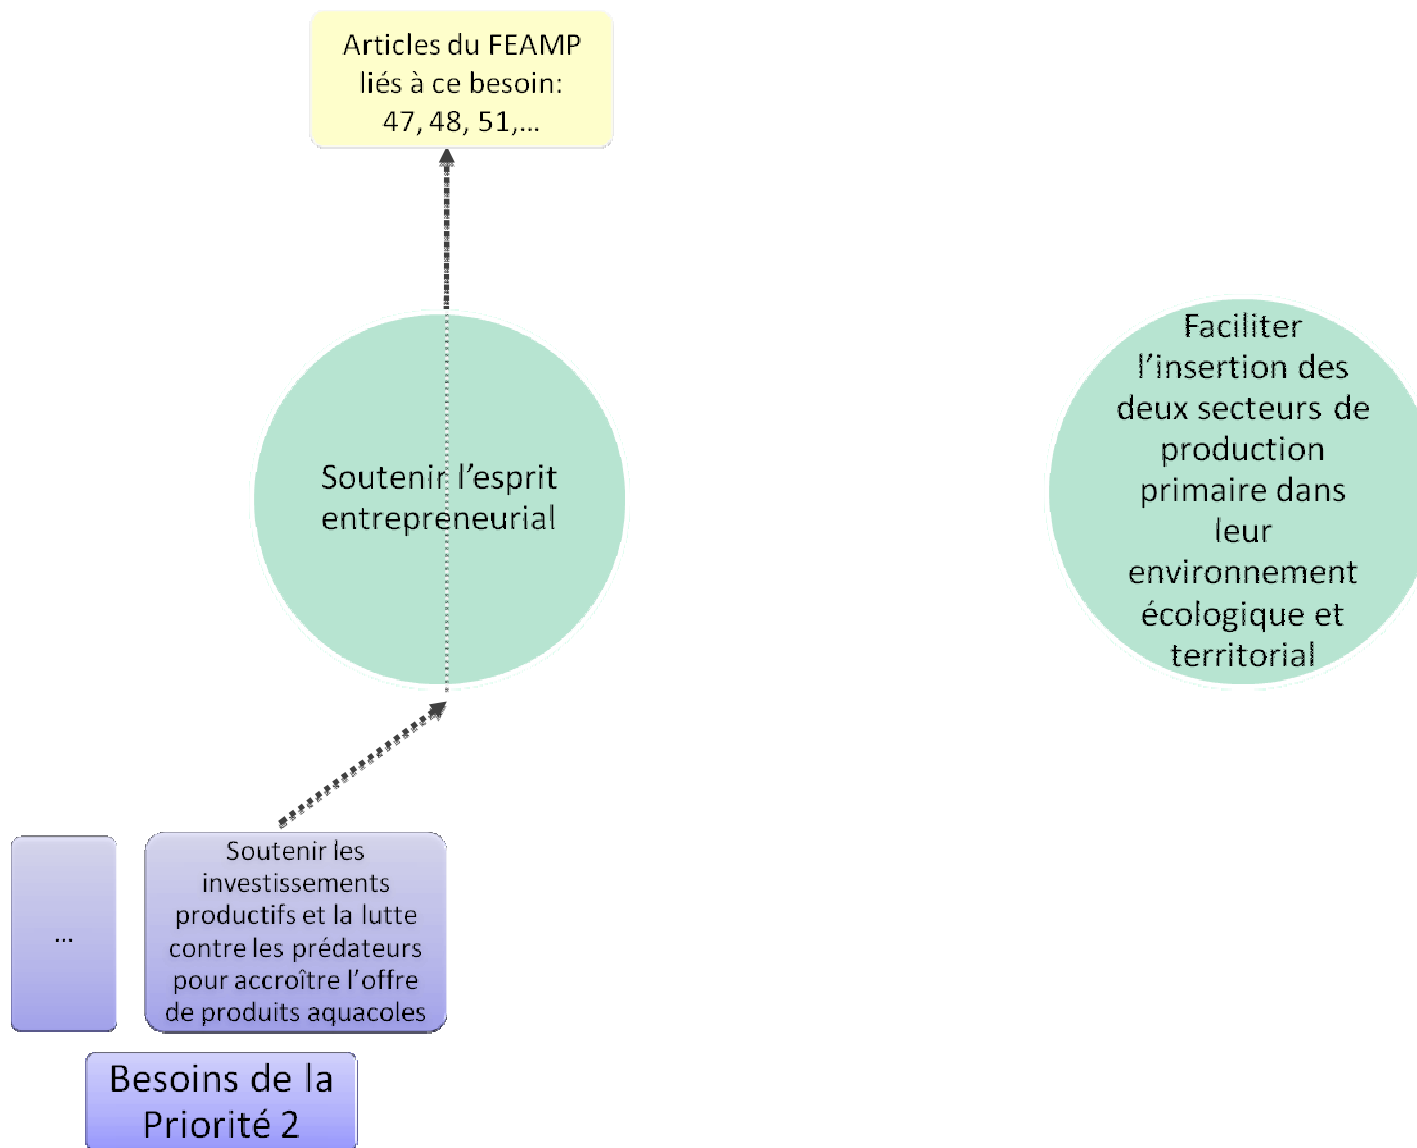 Articles du FEAMP
liés à ce besoin:
47, 48, 51,...
Soutenir l’esprit
entrepreneurial
Faciliter
l’insertion des
deux secteurs de
production
primaire dans
leur
environnement
écologique et
territorial
...
Soutenir les
investissements
productifs et la lutte
contre les prédateurs
pour accroître l’offre
de produits aquacoles
Besoins de la
Priorité 2